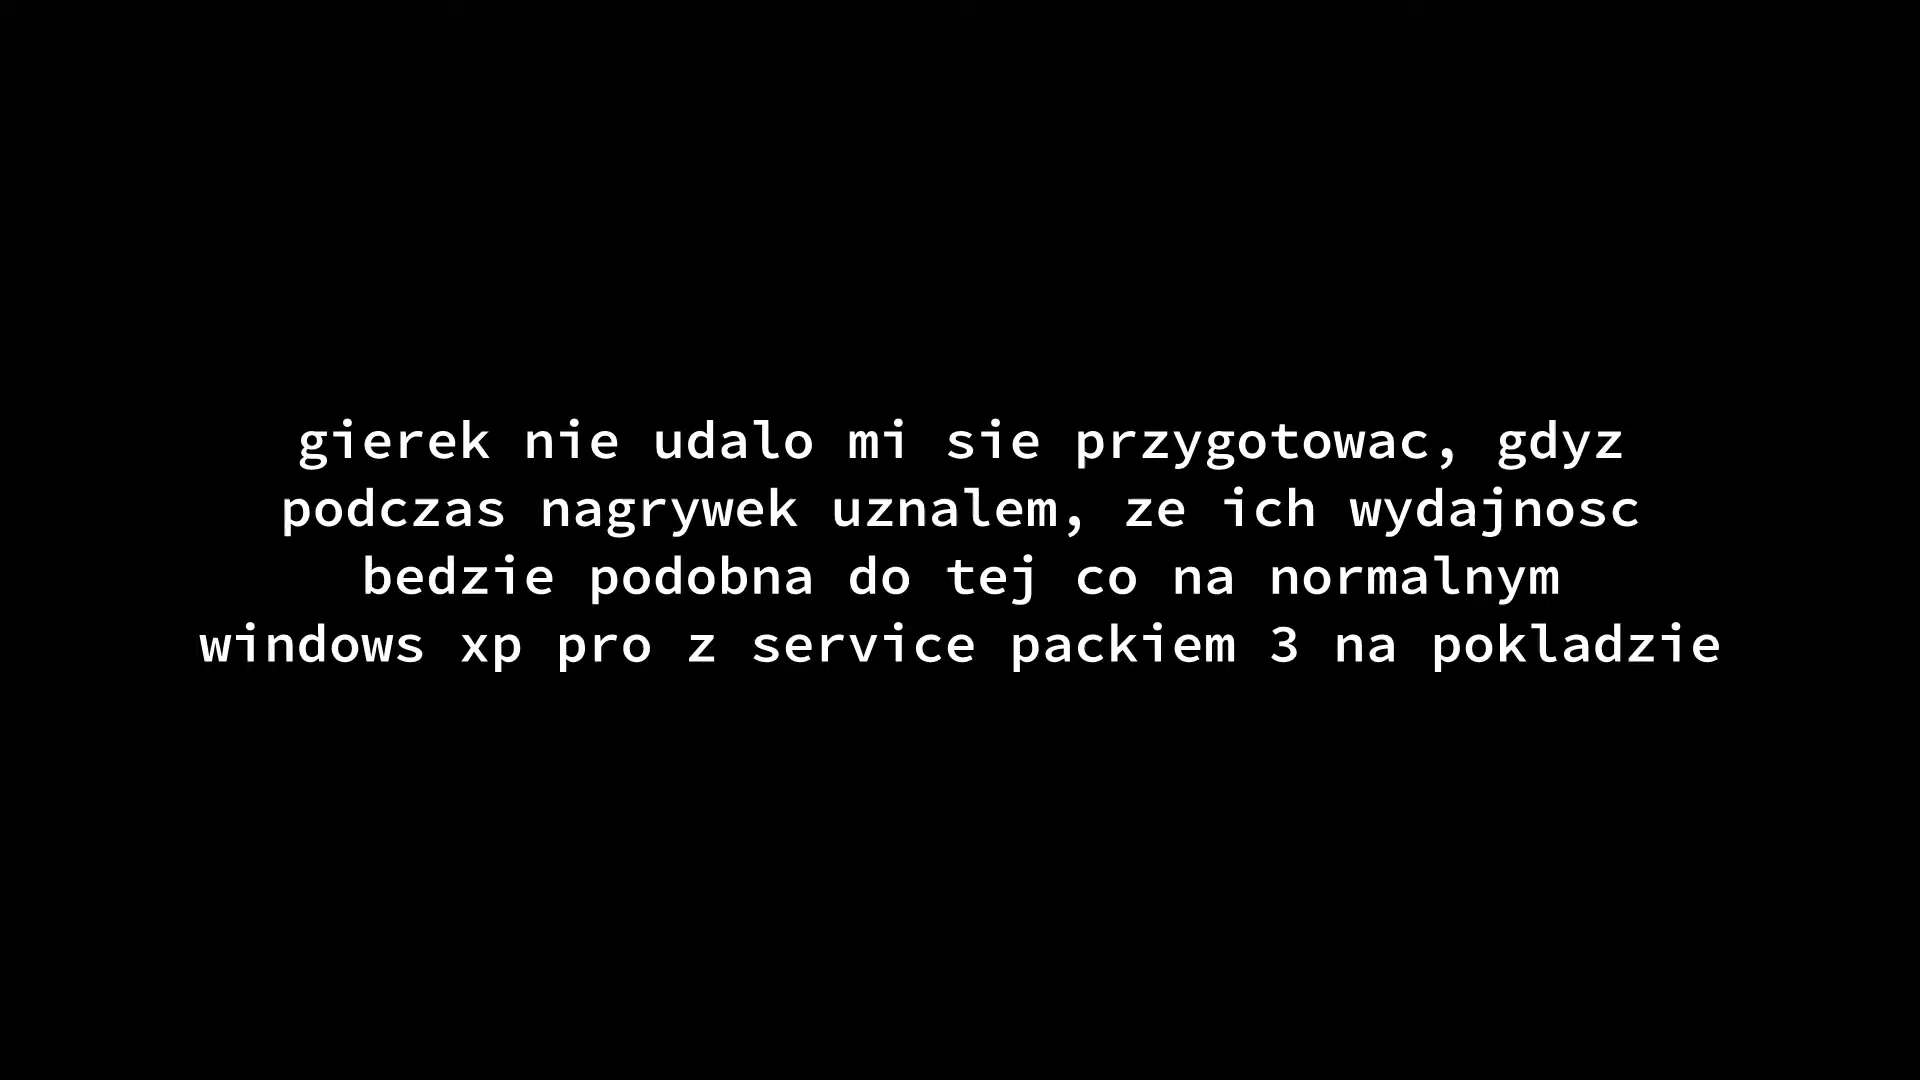 gierek nie udalo mi sie przygotowac, gdyz
podczas nagrywek uznalem, ze ich wydajnosc
bedzie podobna do tej co na normalnym
windows xp pro z service packiem 3 na pokladzie